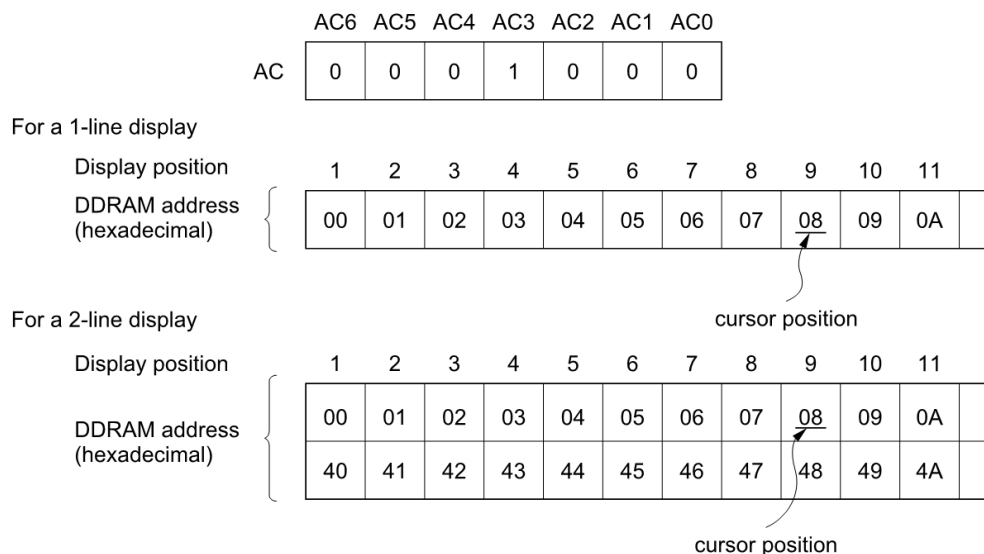 AC6 AC5 AC4 AC3 AC2 AC1 AC0
AC 0 0 0 1 0 0 0
For a 1-line display
Display position 1 2 3 4 5 6 7 8 9 10 11
DDRAM address
(hexadecimal)
00 01 02 03 04 05 06 07 08 09 0A
cursor position
For a 2-line display
Display position 1 2 3 4 5 6 7 8 9 10 11
DDRAM address
(hexadecimal)
00 01 02 03 04 05 06 07 08 09 0A
40 41 42 43 44 45 46 47 48 49 4A
cursor position